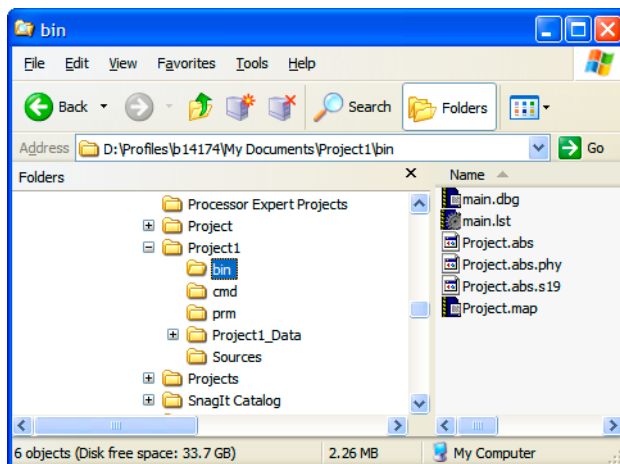 bin
File Edit View Favorites Tools Help
Back Search Folders
Address D:\Profiles\b14174\My Documents\Project1\bin Go
Folders x Name
Processor Expert Projects
Project
Project1
bin
cmd
prm
Project1_Data
Sources
Projects
SnagIt Catalog
main.dbg
main.lst
Project.abs
Project.abs.phy
Project.abs.s19
Project.map
6 objects (Disk free space: 33.7 GB) 2.26 MB My Computer